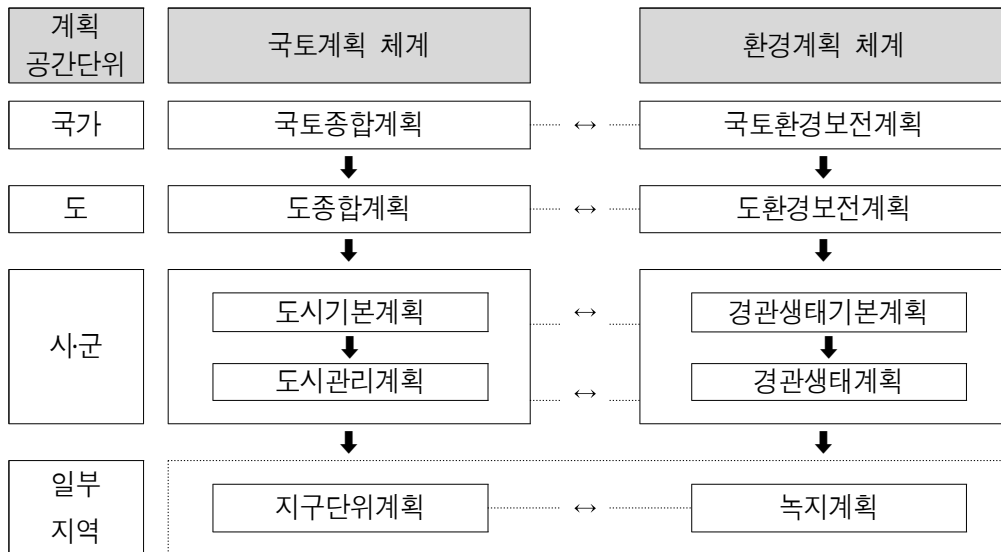 계획
공간단위
국토계획 체계
환경계획 체계
국가
국토종합계획
↔
국토환경보전계획
도
도종합계획
↔
도환경보전계획
시·군
도시기본계획
↔
경관생태기본계획
도시관리계획
↔
경관생태계획
일부
지역
지구단위계획
↔
녹지계획